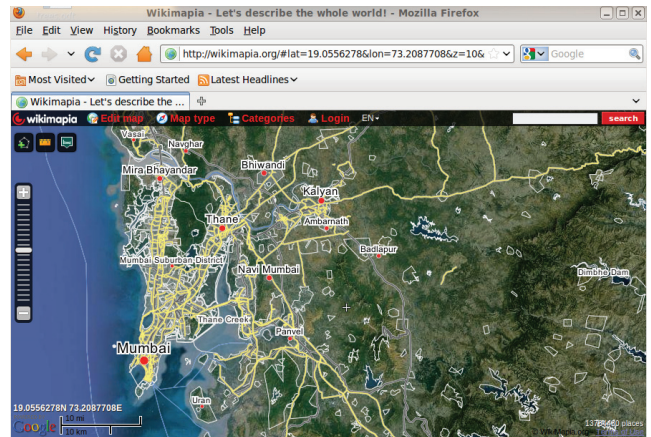 Wikimapia - Let's describe the whole world! - Mozilla Firefox
File Edit View History Bookmarks Tools Help
http://wikimapia.org/#lat=19.0556278&lon=73.2087708&z=10& Google
Most Visited Getting Started Latest Headlines
Wikimapia - Let's describe the ...
wikimapia Edit map Map type Categories Login EN search
Vasai
Navghar
Bhiwandi
Mira Bhayandar
Kalyan
Thane
Ambarnath
Badlapur
Mumbai Suburban District
Navi Mumbai
Dimbhe Dam
Thane Creek
Panvel
Mumbai
Uran
19.0556278N 73.2087708E
10 mi
Google
10 km
places